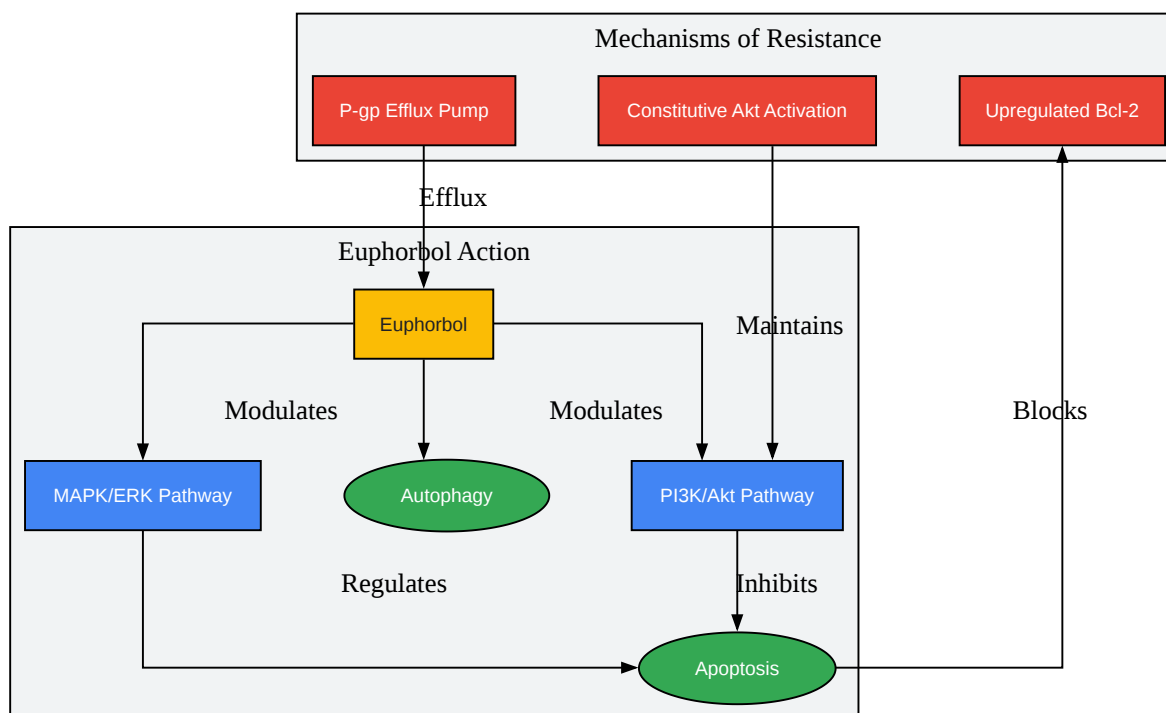 Mechanisms of Resistance
P-gp Efflux Pump
Constitutive Akt Activation
Upregulated Bcl-2
Efflux
Euphorbol Action
Euphorbol
Maintains
Modulates
Modulates
Blocks
MAPK/ERK Pathway
Autophagy
PI3K/Akt Pathway
Regulates
Inhibits
Apoptosis